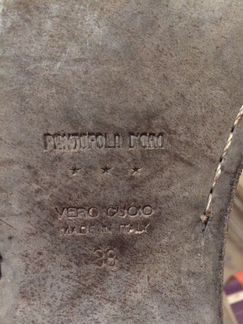 PANTOFOLA D'ORO
★ ★ ★
VERO CUOIO
MADE IN ITALY
38